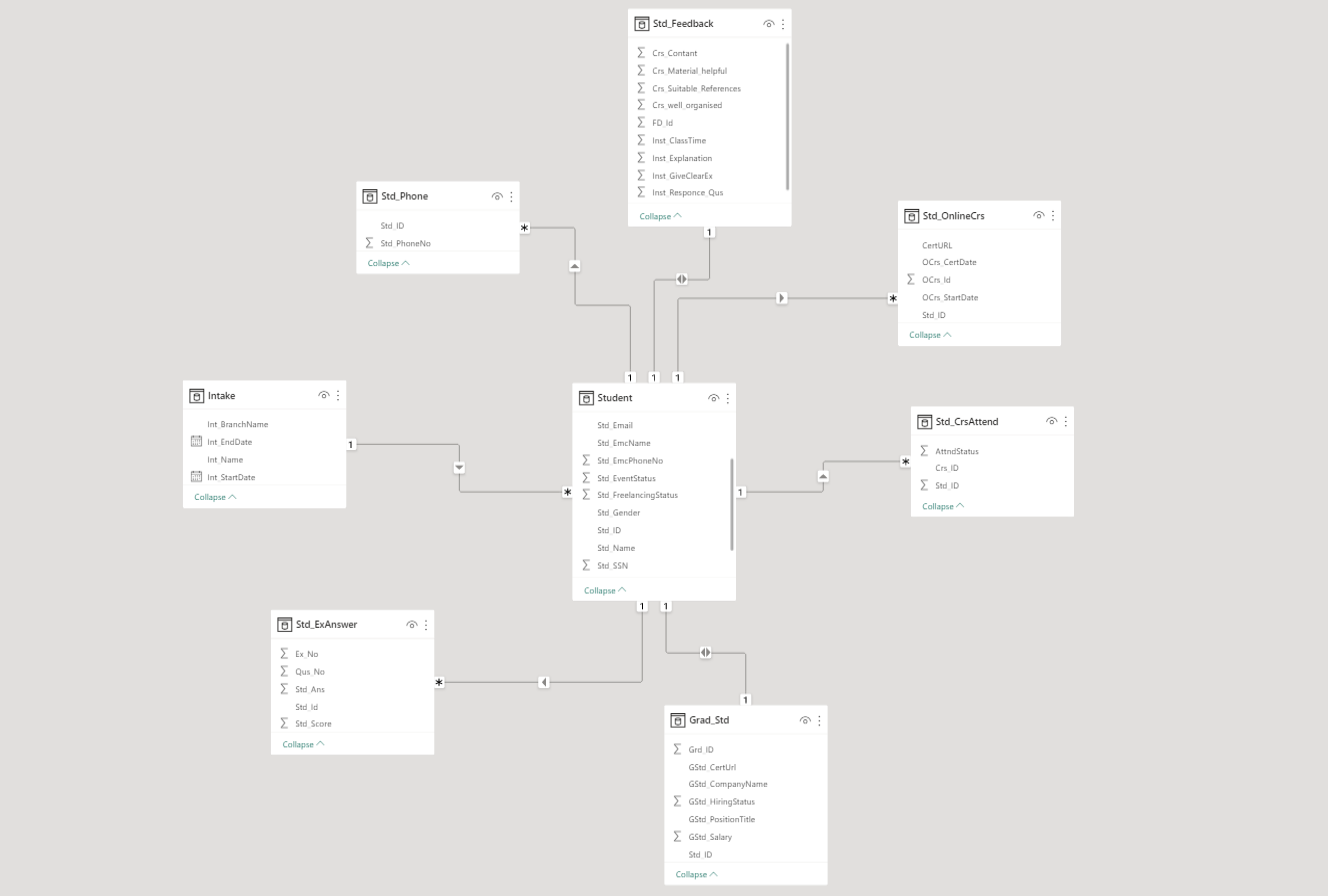 Std_Feedback
Crs_Contant
Crs_Material_helpful
Crs_Suitable_References
Crs_well_organised
FD_Id
Inst_ClassTime
Inst_Explanation
Inst_GiveClearEx
Inst_Responce_Qus
Collapse
1
Std_Phone
Std_ID
Std_PhoneNo
Collapse
*
Std_OnlineCrs
CertURL
OCrs_CertDate
OCrs_Id
OCrs_StartDate
Std_ID
Collapse
*
1
1
1
Intake
Int_BranchName
Int_EndDate
Int_Name
Int_StartDate
Collapse
1
*
Student
Std_Email
Std_EmcName
Std_EmcPhoneNo
Std_EventStatus
Std_FreelancingStatus
Std_Gender
Std_ID
Std_Name
Std_SSN
Collapse
1
Std_CrsAttend
AttndStatus
Crs_ID
Std_ID
Collapse
*
1
1
Std_ExAnswer
Ex_No
Qus_No
Std_Ans
Std_Id
Std_Score
Collapse
*
1
Grad_Std
Grd_ID
GStd_CertUrl
GStd_CompanyName
GStd_HiringStatus
GStd_PositionTitle
GStd_Salary
Std_ID
Collapse